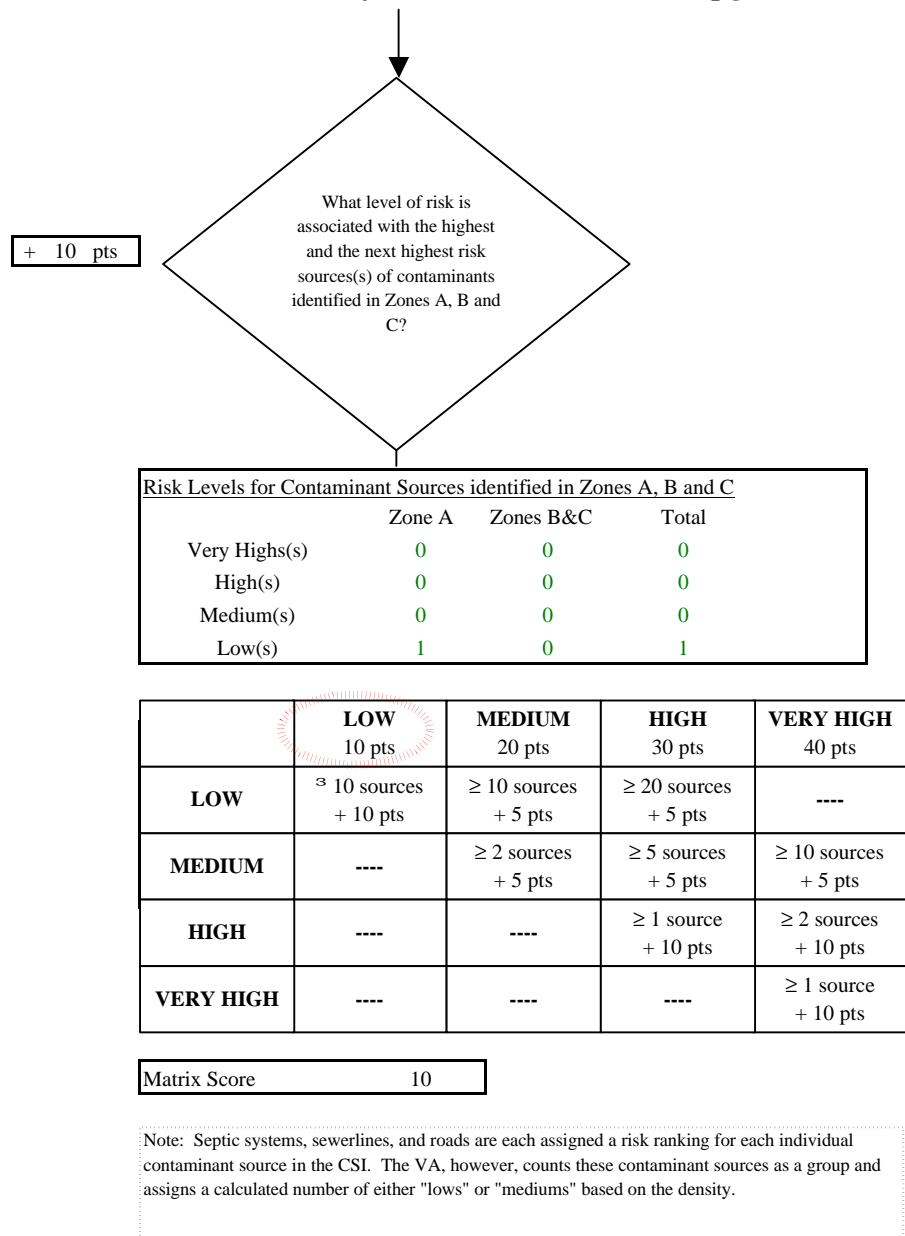 What level of risk is
associated with the highest
and the next highest risk
sources(s) of contaminants
identified in Zones A, B and
C?
+ 10 pts
Risk Levels for Contaminant Sources identified in Zones A, B and C
Zone A Zones B&C Total
Very Highs(s) 0 0 0
High(s) 0 0 0
Medium(s) 0 0 0
Low(s) 1 0 1
LOW MEDIUM HIGH VERY HIGH
10 pts 20 pts 30 pts 40 pts
LOW ³ 10 sources ≥ 10 sources ≥ 20 sources ----
+ 10 pts + 5 pts + 5 pts
MEDIUM ---- ≥ 2 sources ≥ 5 sources ≥ 10 sources
+ 5 pts + 5 pts + 5 pts
HIGH ---- ---- ≥ 1 source ≥ 2 sources
+ 10 pts + 10 pts
VERY HIGH ---- ---- ---- ≥ 1 source
+ 10 pts
Matrix Score 10
Note: Septic systems, sewerlines, and roads are each assigned a risk ranking for each individual
contaminant source in the CSI. The VA, however, counts these contaminant sources as a group and
assigns a calculated number of either "lows" or "mediums" based on the density.